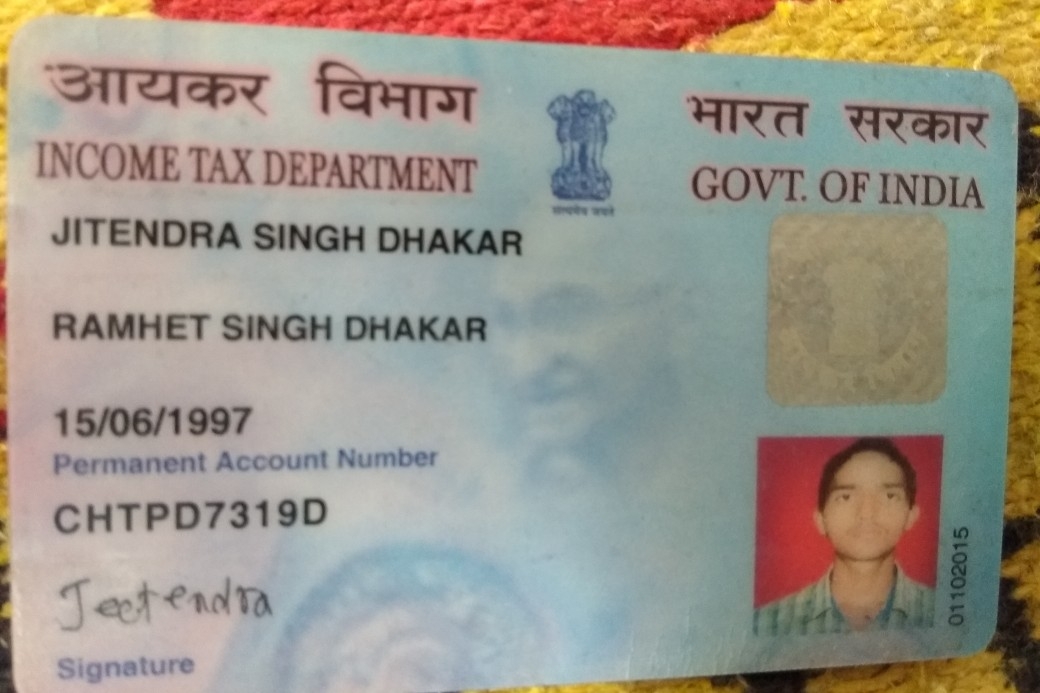 आयकर विभाग
INCOME TAX DEPARTMENT
सत्यमेव जयते
भारत सरकार
GOVT. OF INDIA
JITENDRA SINGH DHAKAR
RAMHET SINGH DHAKAR
15/06/1997
Permanent Account Number
CHTPD7319D
Jeetendra
Signature
01102015